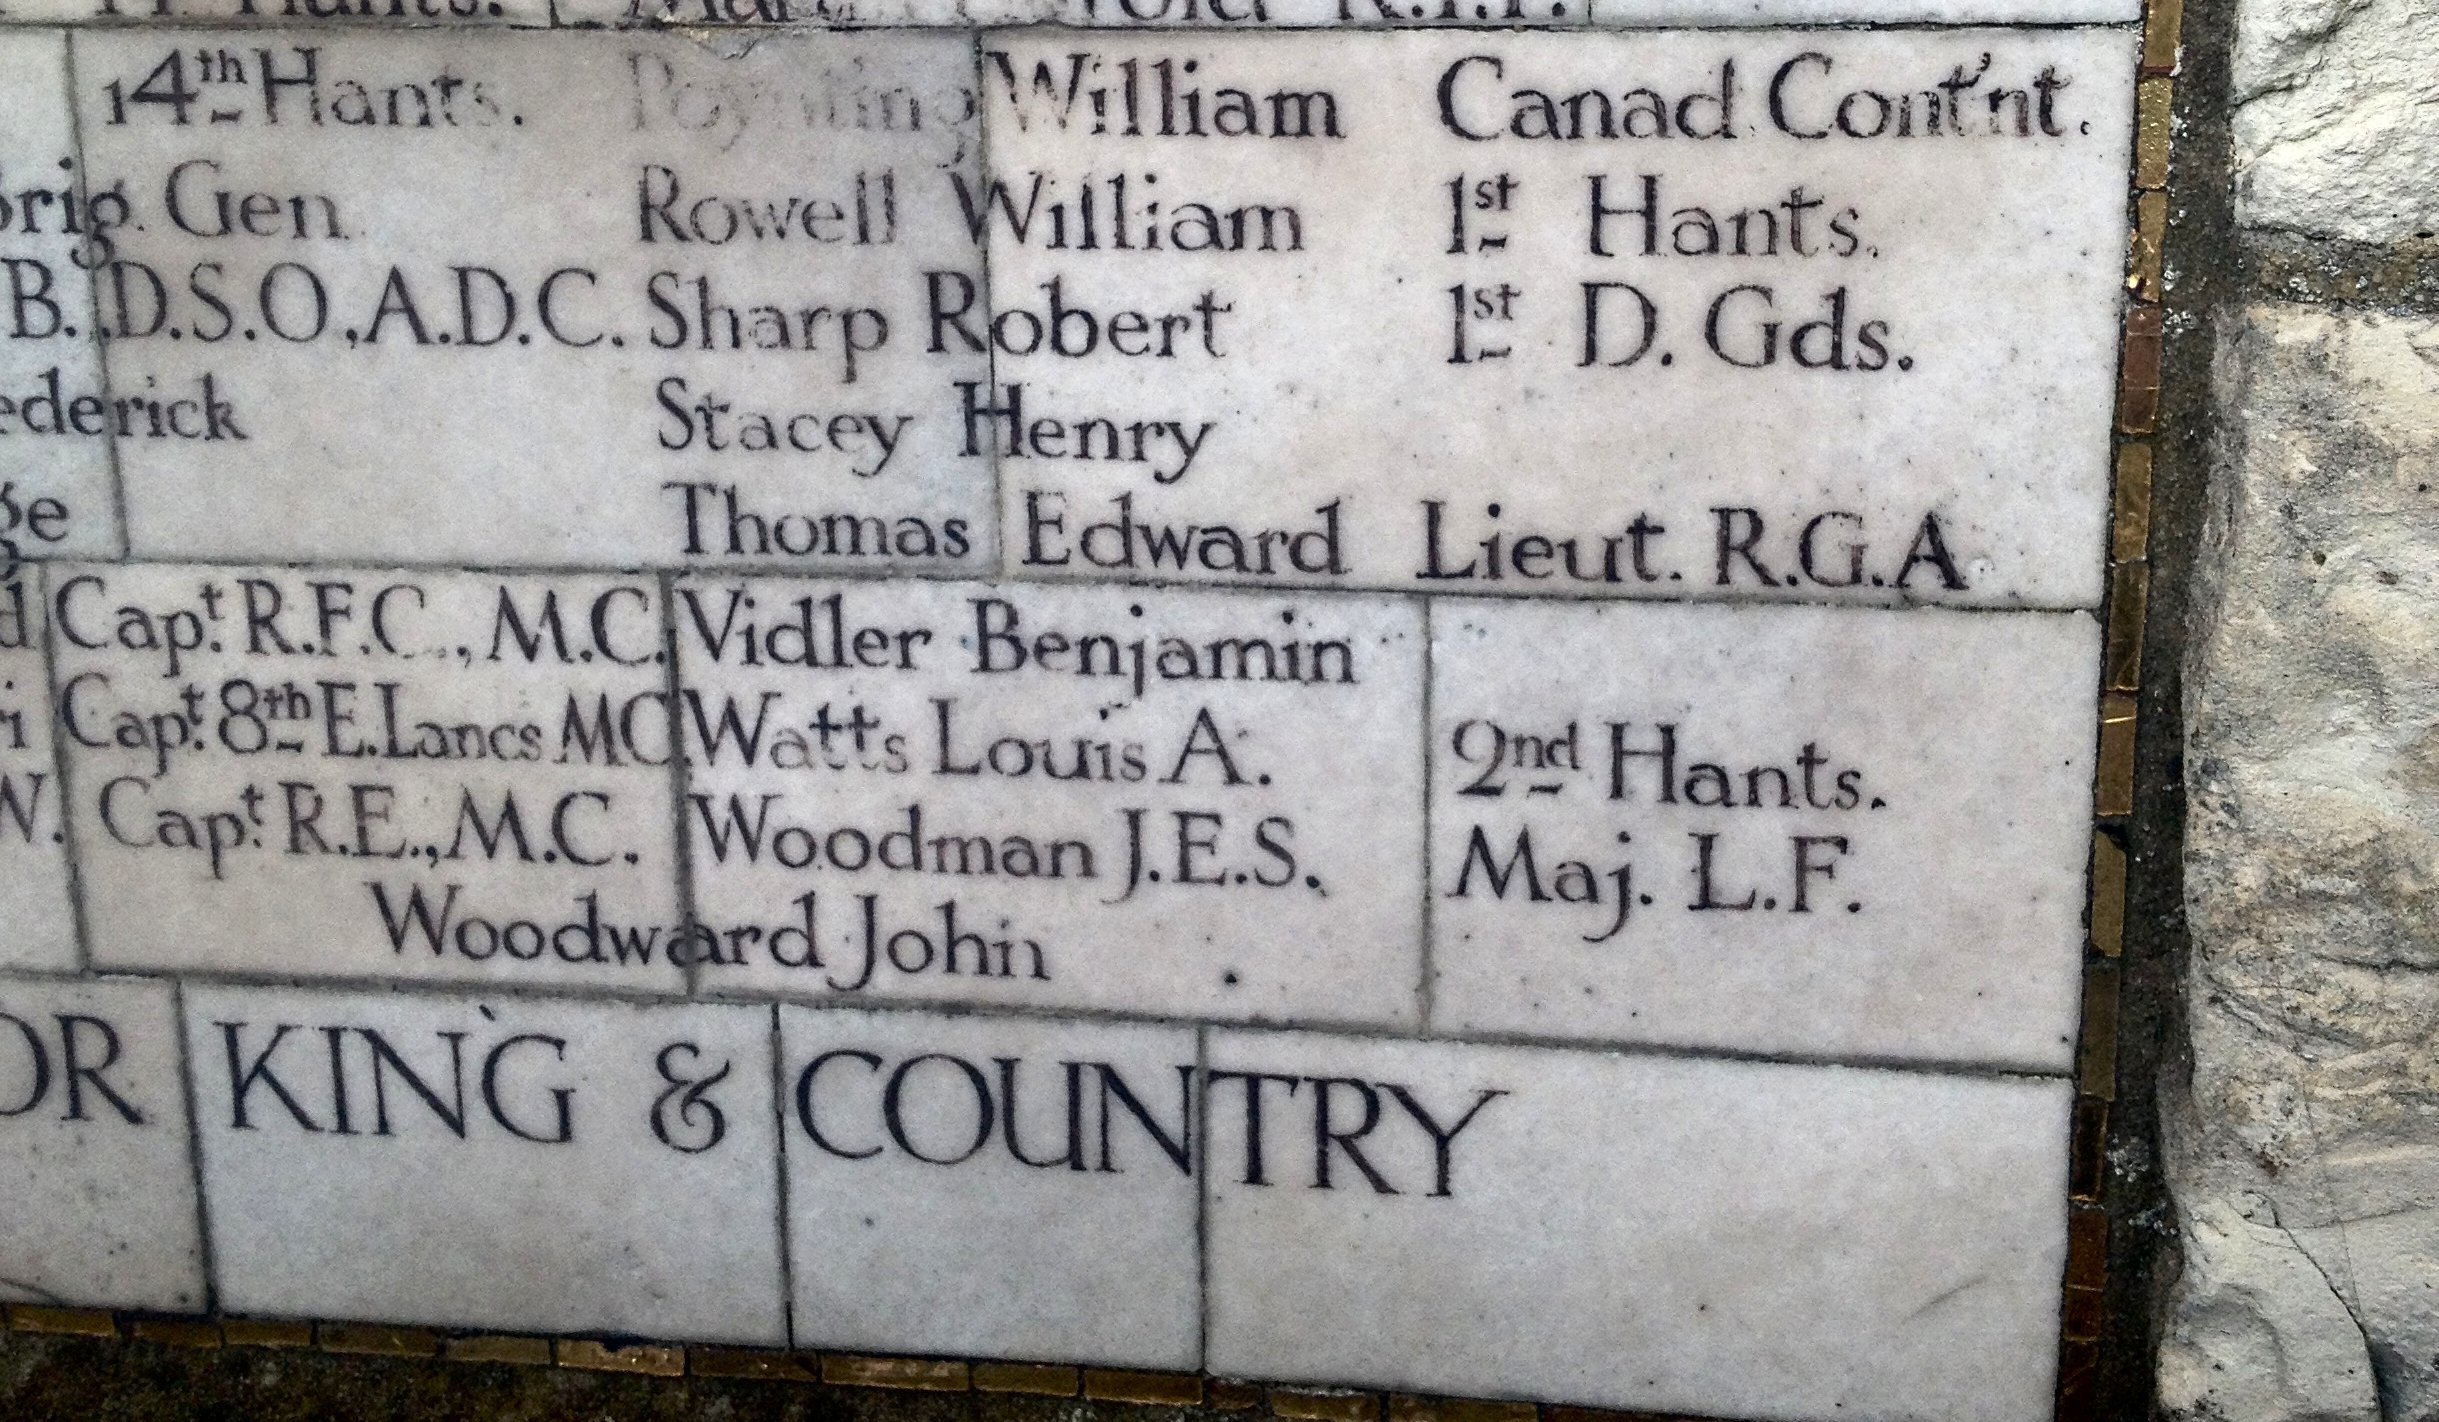 14th Hants. Poynting William Canad. Cont'nt.
Brig. Gen. Rowell William 1st Hants.
B. D.S.O, A.D.C. Sharp Robert 1st D. Gds.
ederick Stacey Henry
ge Thomas Edward Lieut. R.G.A.
d Capt. R.F.C., M.C. Vidler Benjamin
ri Capt. 8th E. Lancs MC. Watts Louis A. 2nd Hants.
W. Capt. R.E., M.C. Woodman J.E.S. Maj. L.F.
Woodward John
OR KING & COUNTRY